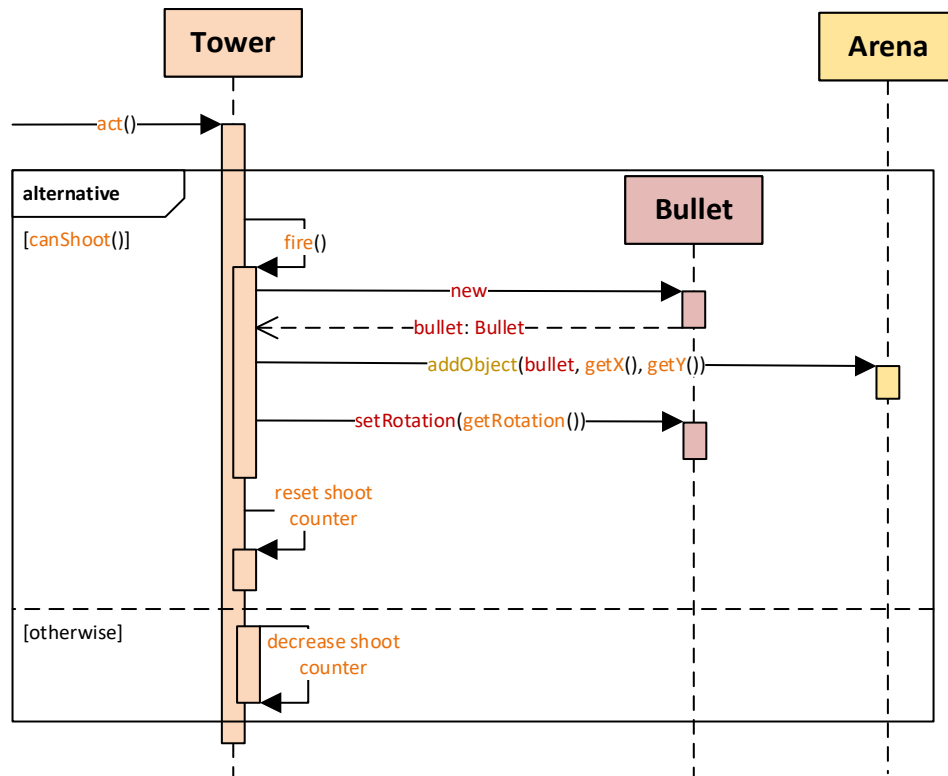 Tower
Arena
act()
alternative
Bullet
[canShoot()]
fire()
new
bullet: Bullet
addObject(bullet, getX(), getY())
setRotation(getRotation())
reset shoot
counter
[otherwise]
decrease shoot
counter